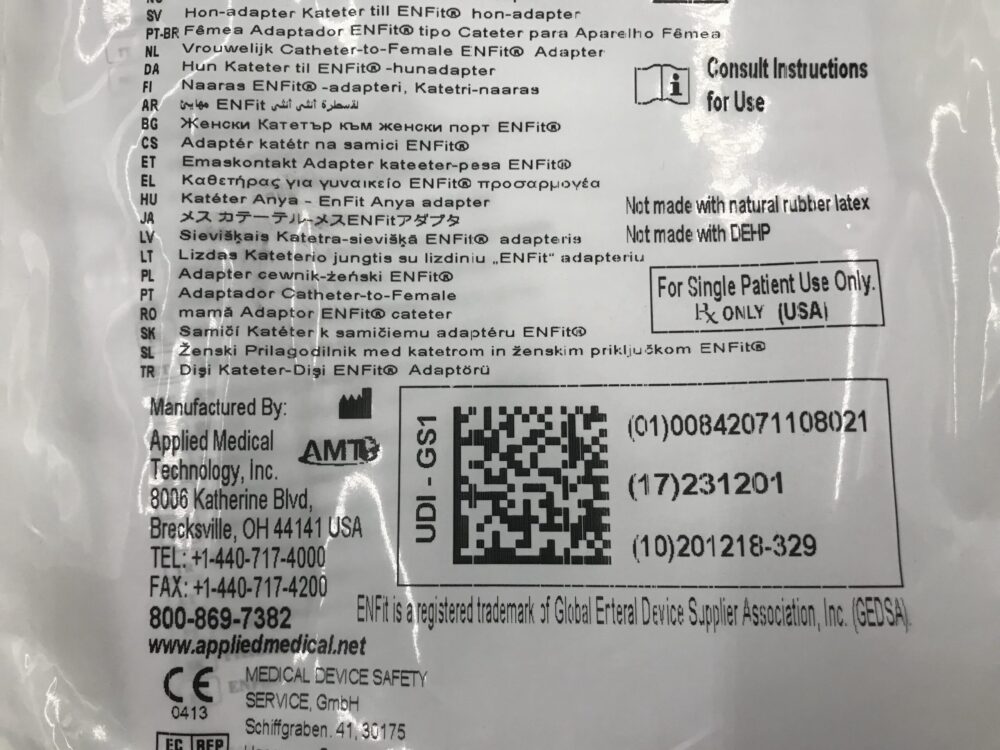 SV Hon-adapter Kateter till ENFit® hon-adapter
PT-BR Fêmea Adaptador ENFit® tipo Cateter para Aparelho Fêmea
NL Vrouwelijk Catheter-to-Female ENFit® Adapter
DA Hun Kateter til ENFit® -hunadapter
FI Naaras ENFit® -adapteri, Katetri-naaras
AR ENFit لقسطرة أنثى أنثى
BG Женски Катетър към женски порт ENFit®
CS Adaptér katétr na samici ENFit®
ET Emaskontakt Adapter kateeter-pesa ENFit®
EL Καθετήρας για γυναικείο ENFit® προσαρμογέα
HU Katéter Anya - EnFit Anya adapter
JA メス カテーテル-メスENFitアダプタ
LV Sievišķais Katetra-sievišķā ENFit® adapteris
LT Lizdas Kateterio jungtis su lizdiniu „ENFit“ adapteriu
PL Adapter cewnik-żeński ENFit®
PT Adaptador Catheter-to-Female
RO mamă Adaptor ENFit® cateter
SK Samičí Katéter k samičiemu adaptéru ENFit®
SL Ženski Prilagodilnik med katetrom in ženskim priključkom ENFit®
TR Dişi Kateter-Dişi ENFit® Adaptörü
Consult Instructions
for Use
Not made with natural rubber latex
Not made with DEHP
For Single Patient Use Only.
Rx ONLY (USA)
Manufactured By:
Applied Medical
Technology, Inc.
8006 Katherine Blvd,
Brecksville, OH 44141 USA
TEL: +1-440-717-4000
FAX: +1-440-717-4200
800-869-7382
www.appliedmedical.net
AMT
UDI - GS1
(01)00842071108021
(17)231201
(10)201218-329
ENFit is a registered trademark of Global Enteral Device Supplier Association, Inc. (GEDSA).
CE
0413
MEDICAL DEVICE SAFETY
SERVICE, GmbH
Schiffgraben. 41, 30175
EC REP